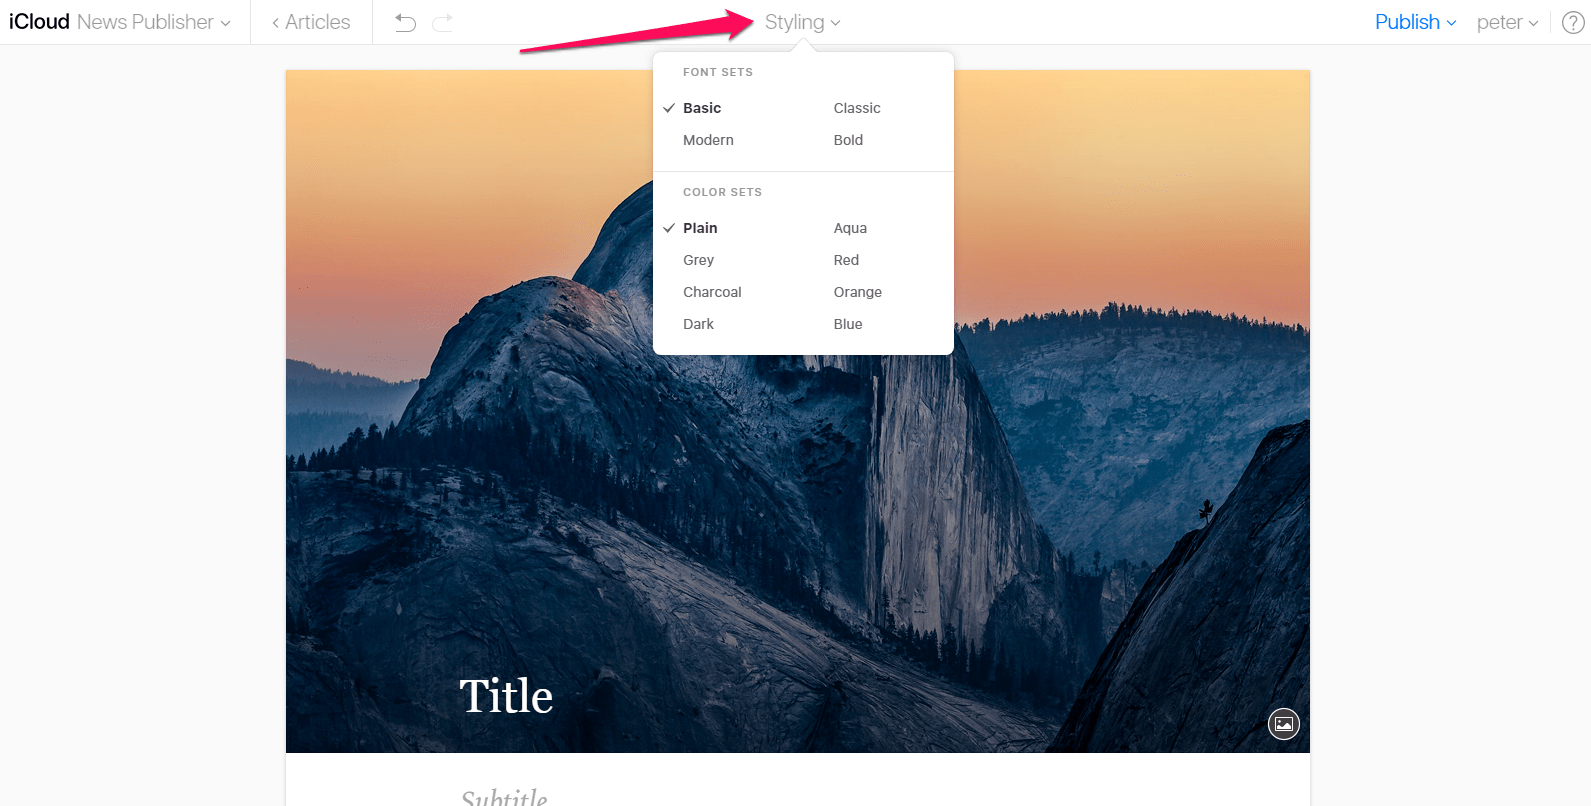 iCloud News Publisher
Articles
Styling
Publish
peter
?
FONT SETS
Basic Classic
Modern Bold
COLOR SETS
Plain Aqua
Grey Red
Charcoal Orange
Dark Blue
Title
Subtitle